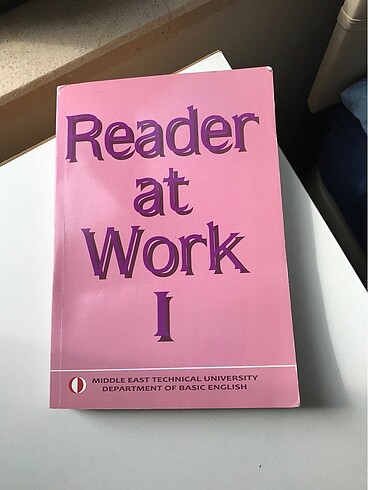 Reader
at
Work
I
MIDDLE EAST TECHNICAL UNIVERSITY
DEPARTMENT OF BASIC ENGLISH